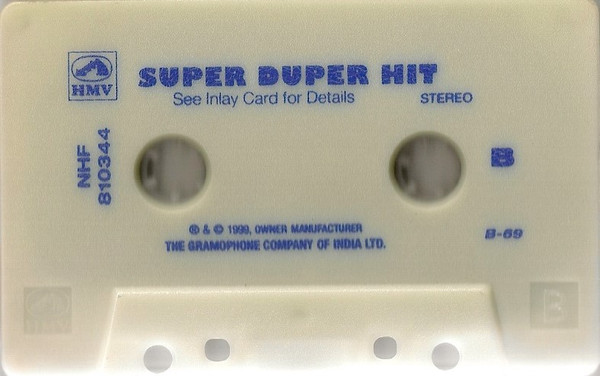 HMV
SUPER DUPER HIT
See Inlay Card for Details
STEREO
NHF
810344
B
℗ & © 1999, OWNER MANUFACTURER
THE GRAMOPHONE COMPANY OF INDIA LTD.
B-69
HMV
B